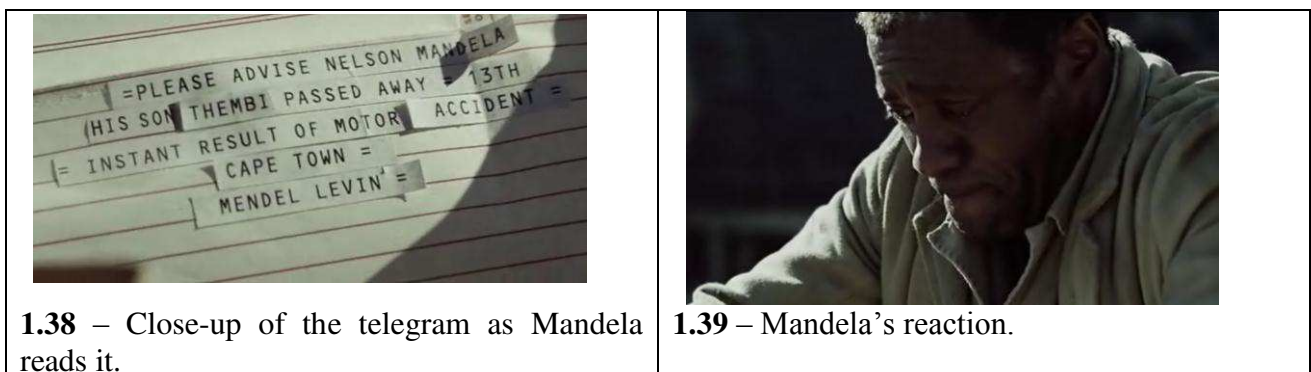 =PLEASE ADVISE NELSON MANDELA
(HIS SON THEMBI PASSED AWAY = 13TH
= INSTANT RESULT OF MOTOR ACCIDENT =
CAPE TOWN =
MENDEL LEVIN' =
1.38 – Close-up of the telegram as Mandela
reads it.
1.39 – Mandela’s reaction.